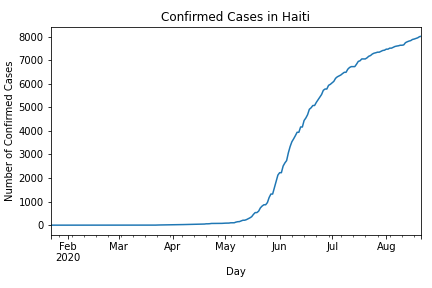 Confirmed Cases in Haiti
Number of Confirmed Cases
8000
7000
6000
5000
4000
3000
2000
1000
0
Feb Mar Apr May Jun Jul Aug
2020
Day